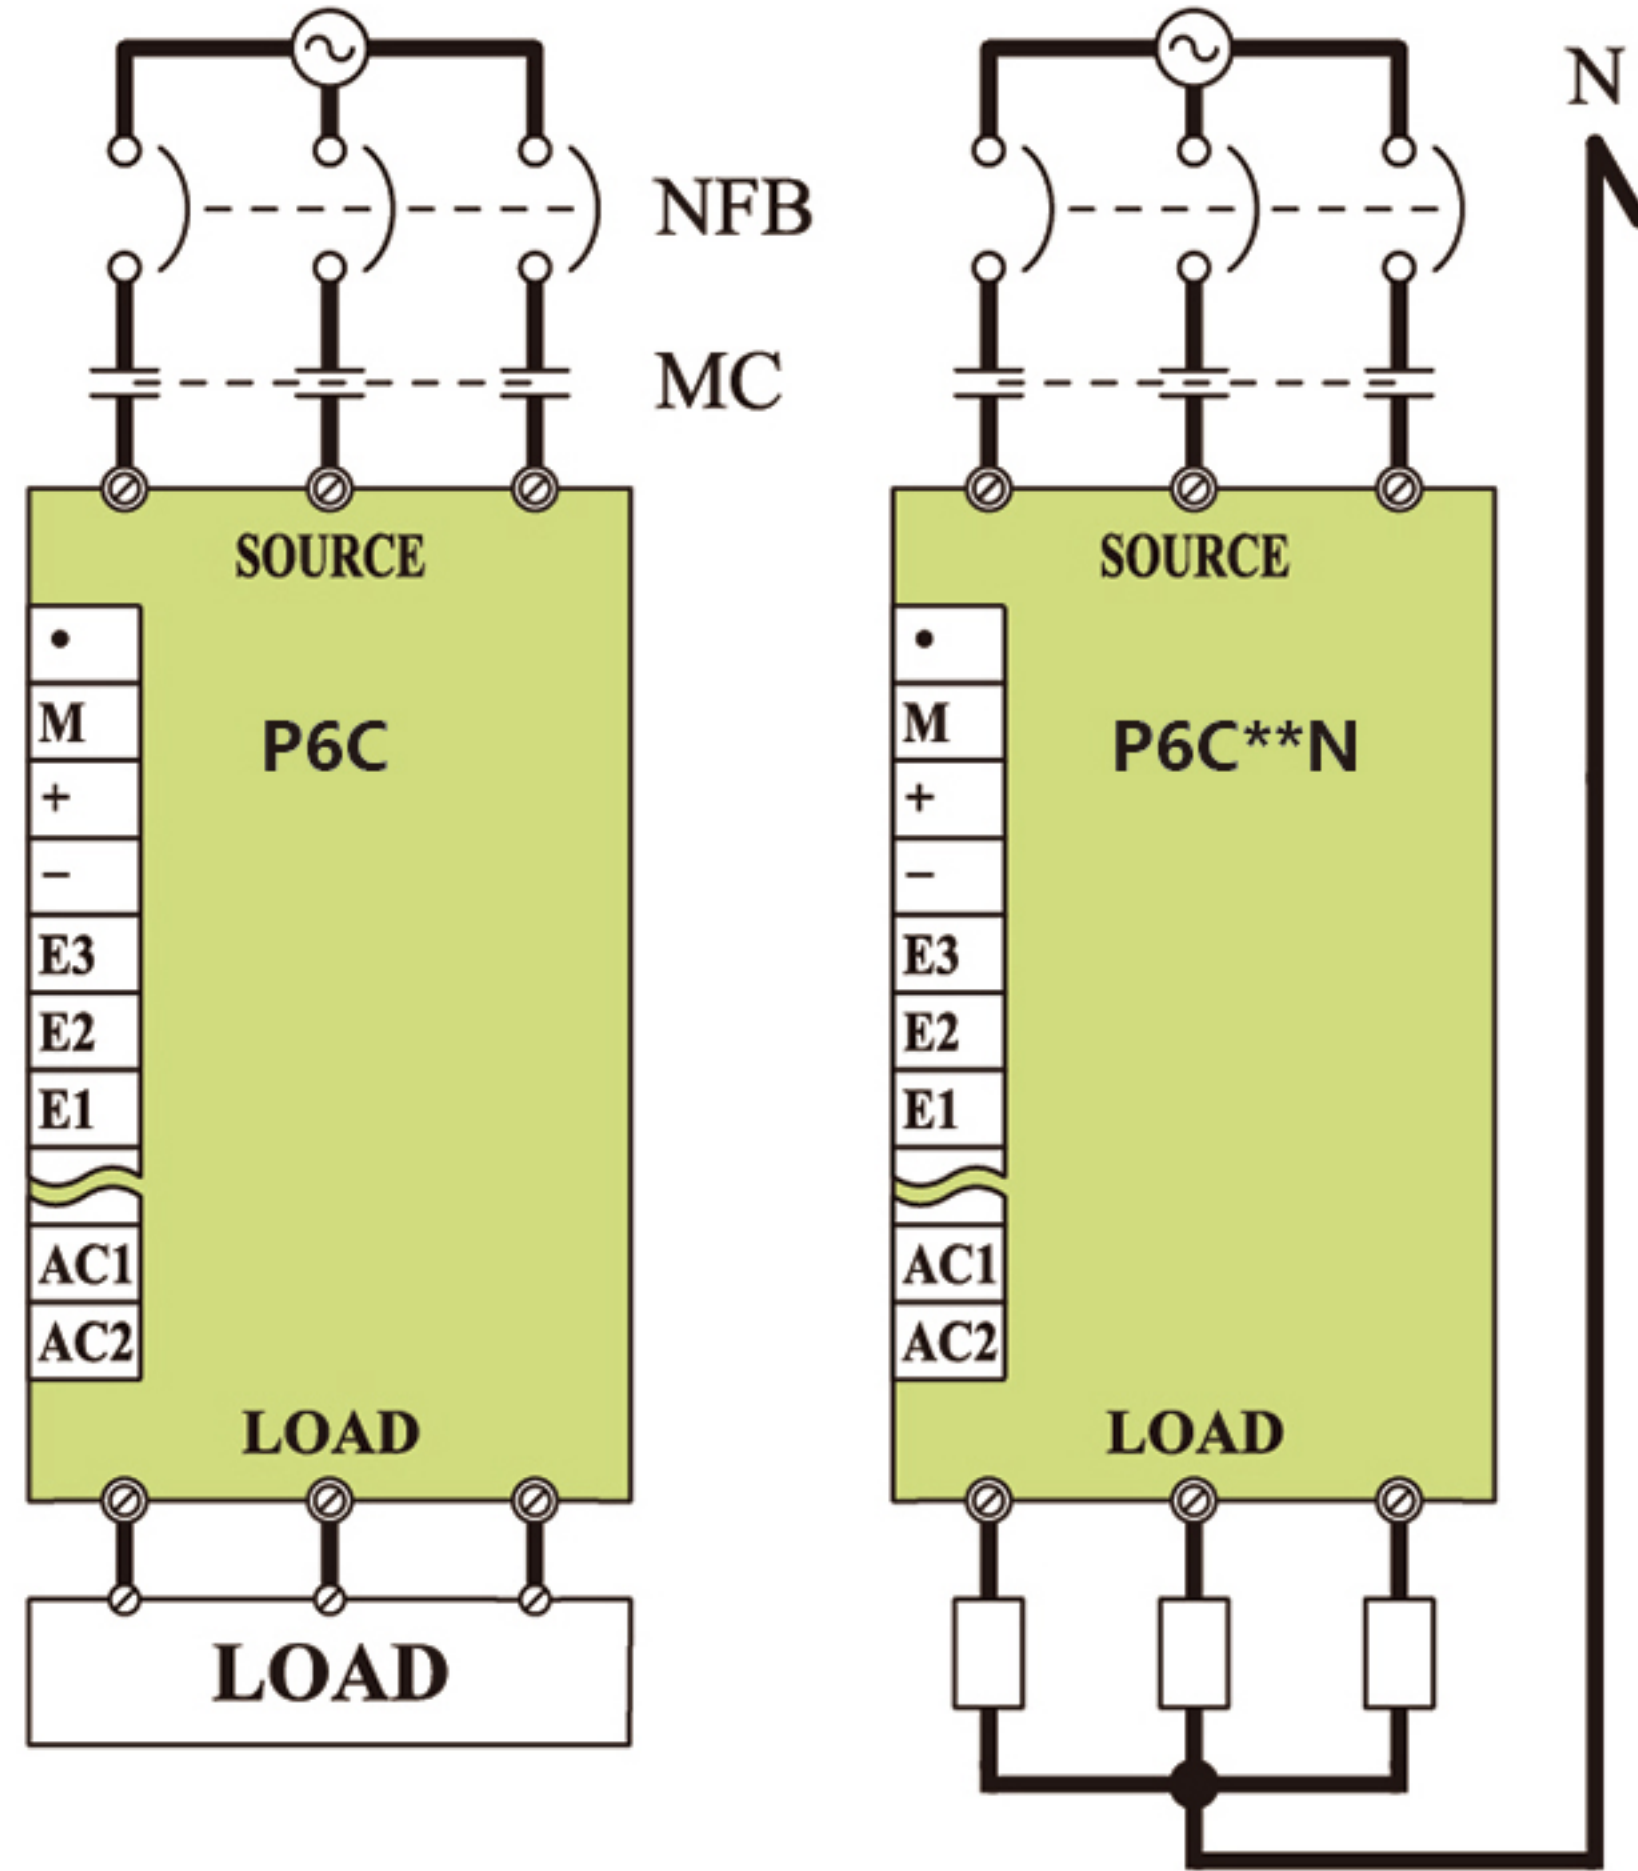 N
NFB
MC
SOURCE
•
M
P6C
+
−
E3
E2
E1
AC1
AC2
LOAD
LOAD
SOURCE
•
M
P6C**N
+
−
E3
E2
E1
AC1
AC2
LOAD